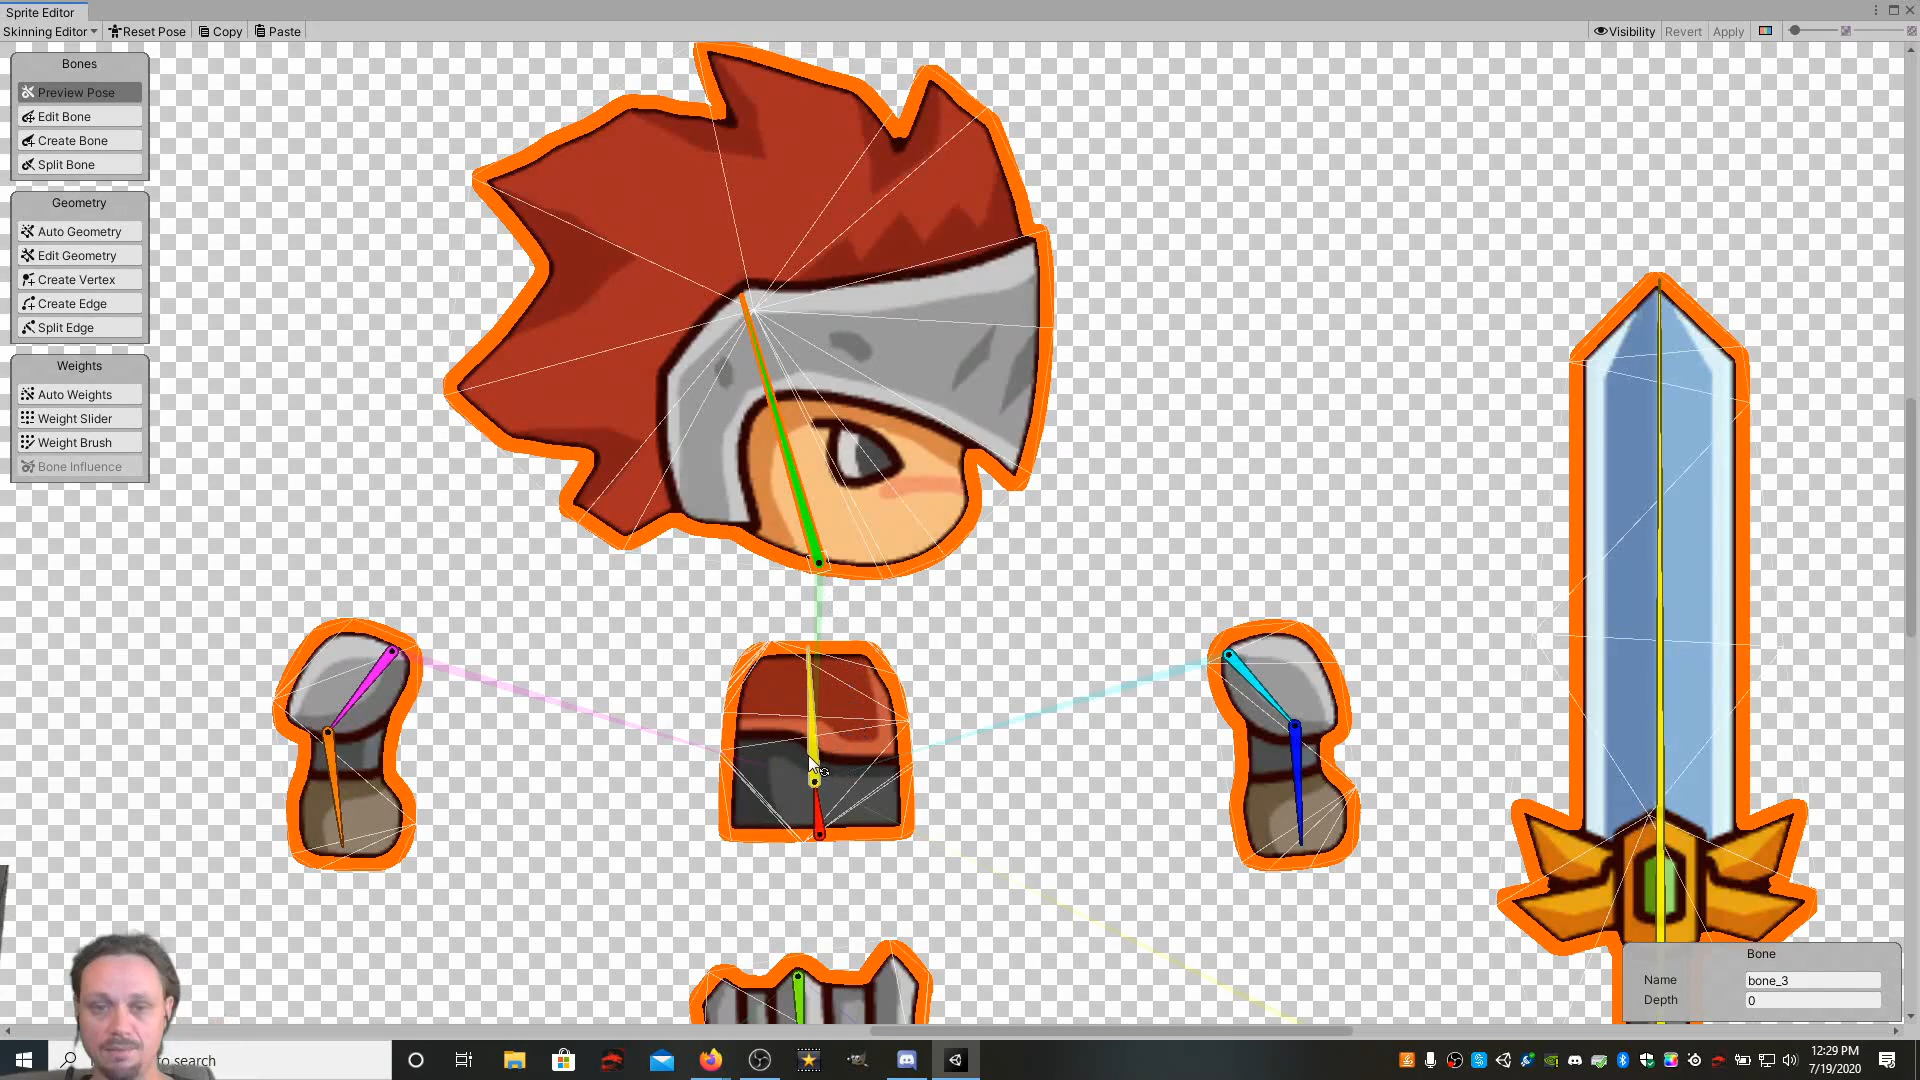 Sprite Editor
Skinning Editor Reset Pose Copy Paste Visibility Revert Apply
Bones
Preview Pose
Edit Bone
Create Bone
Split Bone
Geometry
Auto Geometry
Edit Geometry
Create Vertex
Create Edge
Split Edge
Weights
Auto Weights
Weight Slider
Weight Brush
Bone Influence
Bone
Name bone_3
Depth 0
to search
12:29 PM
7/19/2020